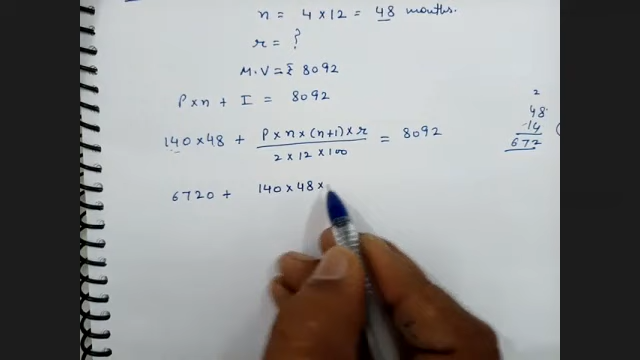 n = 4 × 12 = 48 months.
r = ?
M.V = ₹ 8092
P×n + I = 8092
140×48 + P × n × (n+1) × r / 2 × 12 × 100 = 8092
6720 + 140 × 48 ×
2
48
14
672